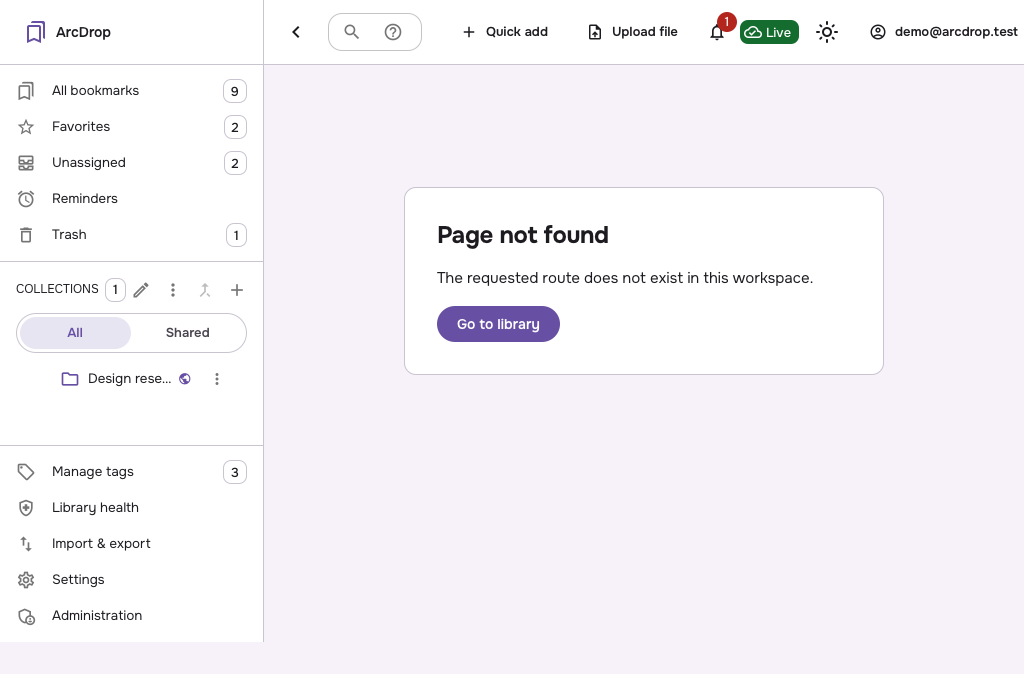 ArcDrop
Quick add
Upload file
1
Live
demo@arcdrop.test
All bookmarks 9
Favorites 2
Unassigned 2
Reminders
Trash 1
COLLECTIONS 1
All Shared
Design rese...
Manage tags 3
Library health
Import & export
Settings
Administration
Page not found
The requested route does not exist in this workspace.
Go to library